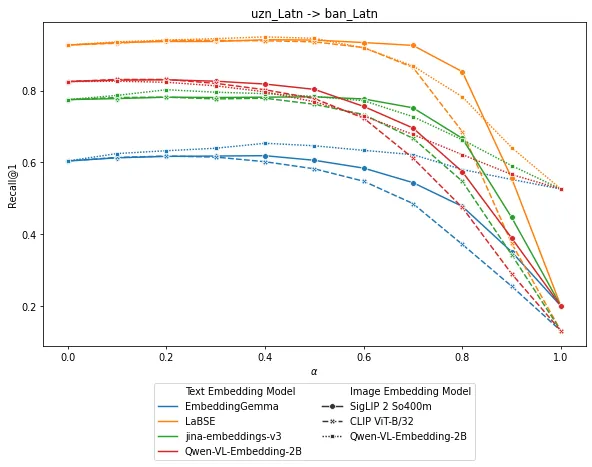 uzn_Latn -> ban_Latn
Recall@1
0.8
0.6
0.4
0.2
0.0 0.2 0.4 0.6 0.8 1.0
α
Text Embedding Model
EmbeddingGemma
LaBSE
jina-embeddings-v3
Qwen-VL-Embedding-2B
Image Embedding Model
SigLIP 2 So400m
CLIP ViT-B/32
Qwen-VL-Embedding-2B